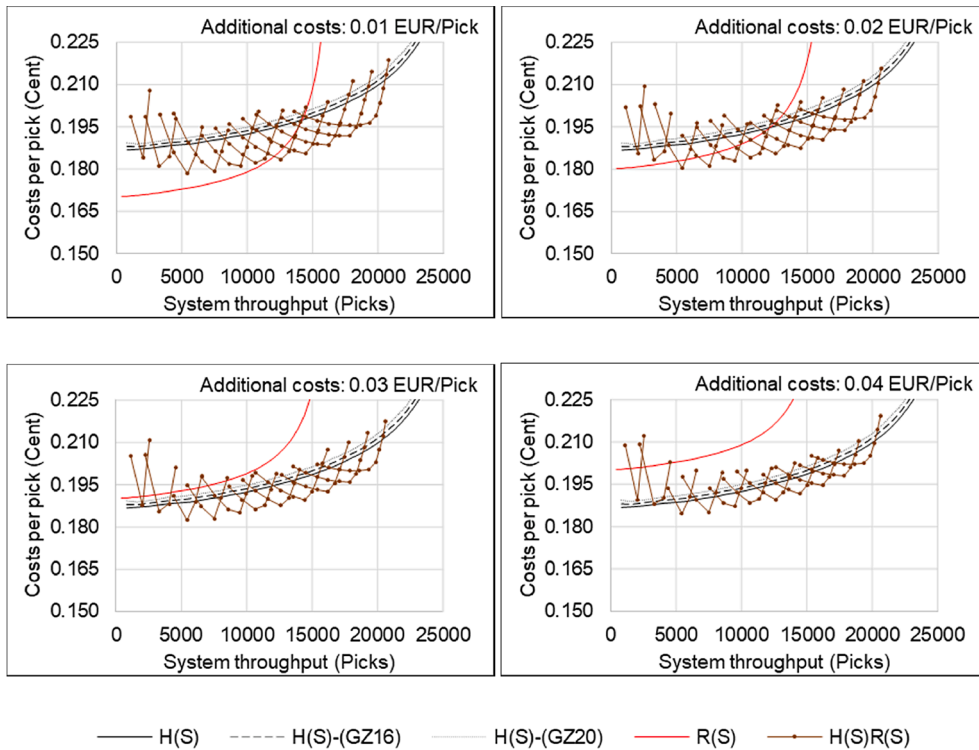 Additional costs: 0.01 EUR/Pick
Costs per pick (Cent)
0.225
0.210
0.195
0.180
0.165
0.150
0 5000 10000 15000 20000 25000
System throughput (Picks)
Additional costs: 0.02 EUR/Pick
Costs per pick (Cent)
0.225
0.210
0.195
0.180
0.165
0.150
0 5000 10000 15000 20000 25000
System throughput (Picks)
Additional costs: 0.03 EUR/Pick
Costs per pick (Cent)
0.225
0.210
0.195
0.180
0.165
0.150
0 5000 10000 15000 20000 25000
System throughput (Picks)
Additional costs: 0.04 EUR/Pick
Costs per pick (Cent)
0.225
0.210
0.195
0.180
0.165
0.150
0 5000 10000 15000 20000 25000
System throughput (Picks)
H(S) H(S)-(GZ16) H(S)-(GZ20) R(S) H(S)R(S)